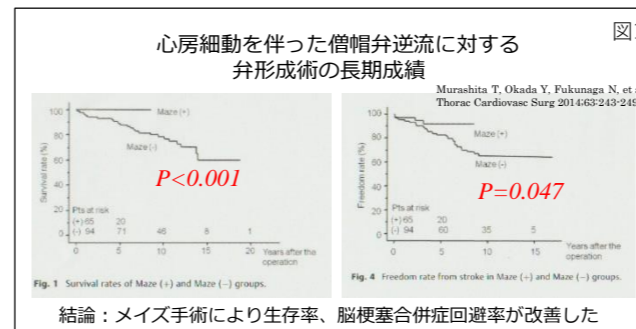 図
心房細動を伴った僧帽弁逆流に対する
弁形成術の長期成績
Murashita T, Okada Y, Fukunaga N, et
Thorac Cardiovasc Surg 2014;63:243-249
Survival rate (%)
100
80
60
40
20
0
Maze (+)
Maze (-)
P<0.001
Pts at risk
(+) 65 20
(-) 94 71 46 8 1
0 5 10 15 20
Years after the
operation
Fig. 1 Survival rates of Maze (+) and Maze (−) groups.
Freedom rate (%)
100
80
60
40
20
0
Maze (+)
Maze (-)
P=0.047
Pts at risk
(+) 65 20
(-) 94 60 35 5
0 5 10 15
Years after the
operation
Fig. 4 Freedom rate from stroke in Maze (+) and Maze (−) groups.
結論：メイズ手術により生存率、脳梗塞合併症回避率が改善した